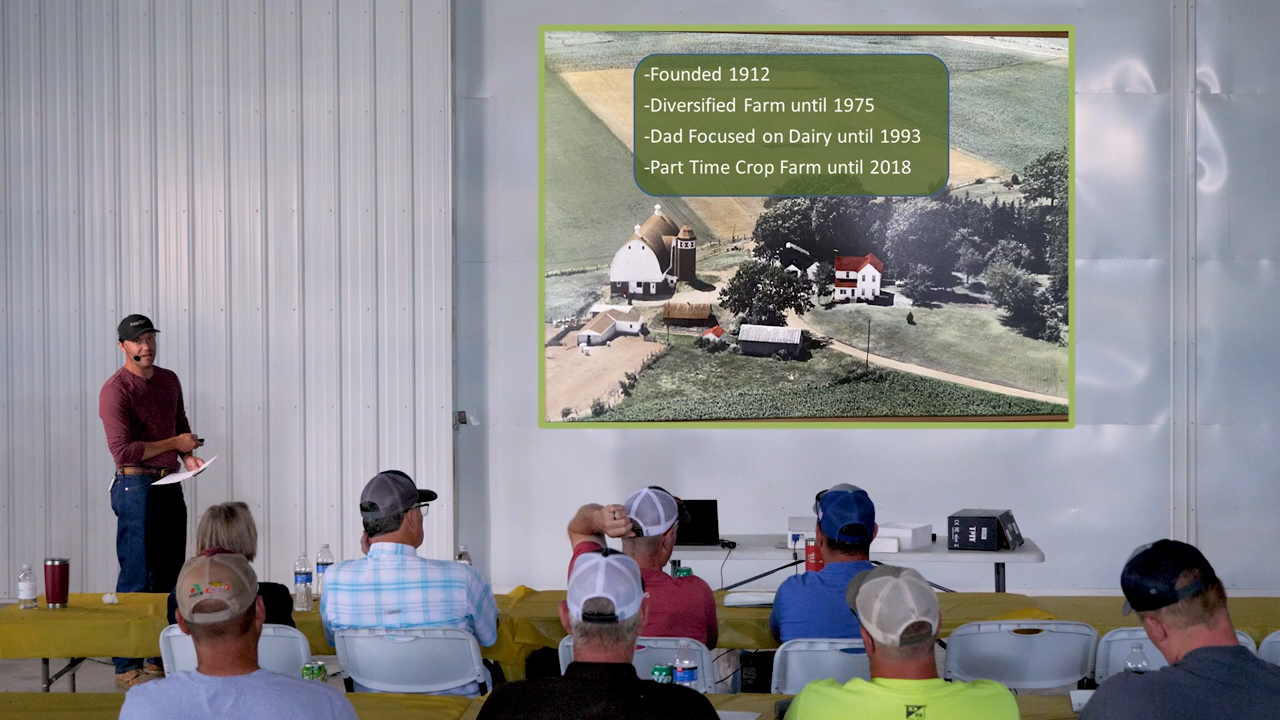 -Founded 1912
-Diversified Farm until 1975
-Dad Focused on Dairy until 1993
-Part Time Crop Farm until 2018